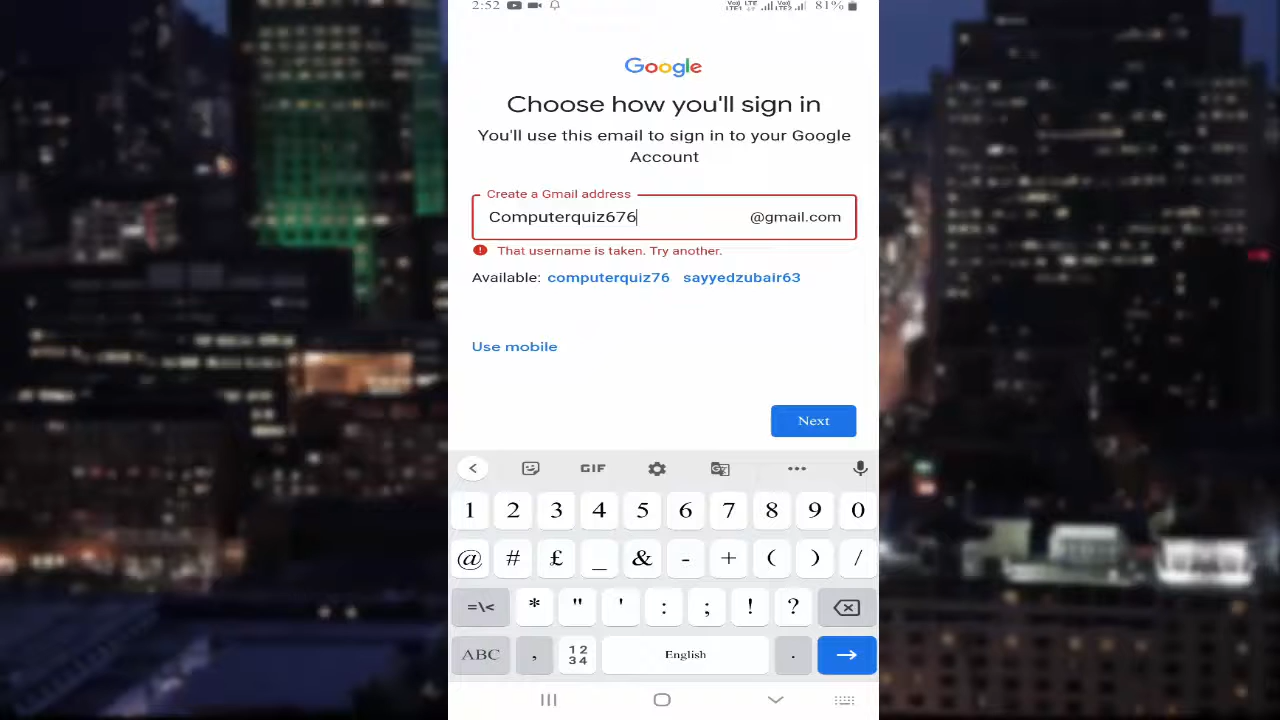 2:52 81%
Google
Choose how you'll sign in
You'll use this email to sign in to your Google
Account
Create a Gmail address
Computerquiz676 @gmail.com
That username is taken. Try another.
Available: computerquiz76 sayyedzubair63
Use mobile
Next
GIF
1 2 3 4 5 6 7 8 9 0
@ # £ _ & - + ( ) /
=\< * " ' : ; ! ?
ABC , 12 34 English .